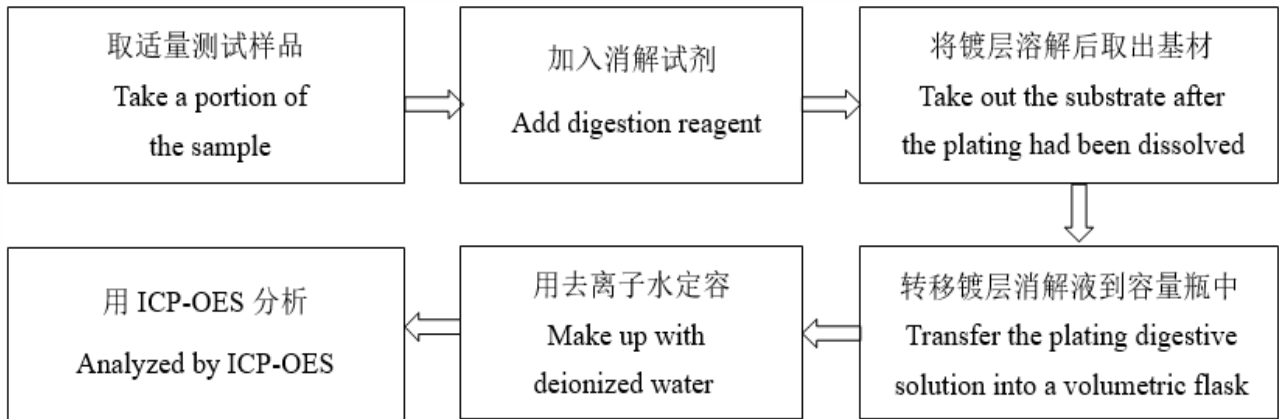 取适量测试样品
Take a portion of
the sample
加入消解试剂
Add digestion reagent
将镀层溶解后取出基材
Take out the substrate after
the plating had been dissolved
转移镀层消解液到容量瓶中
Transfer the plating digestive
solution into a volumetric flask
用去离子水定容
Make up with
deionized water
用 ICP-OES 分析
Analyzed by ICP-OES